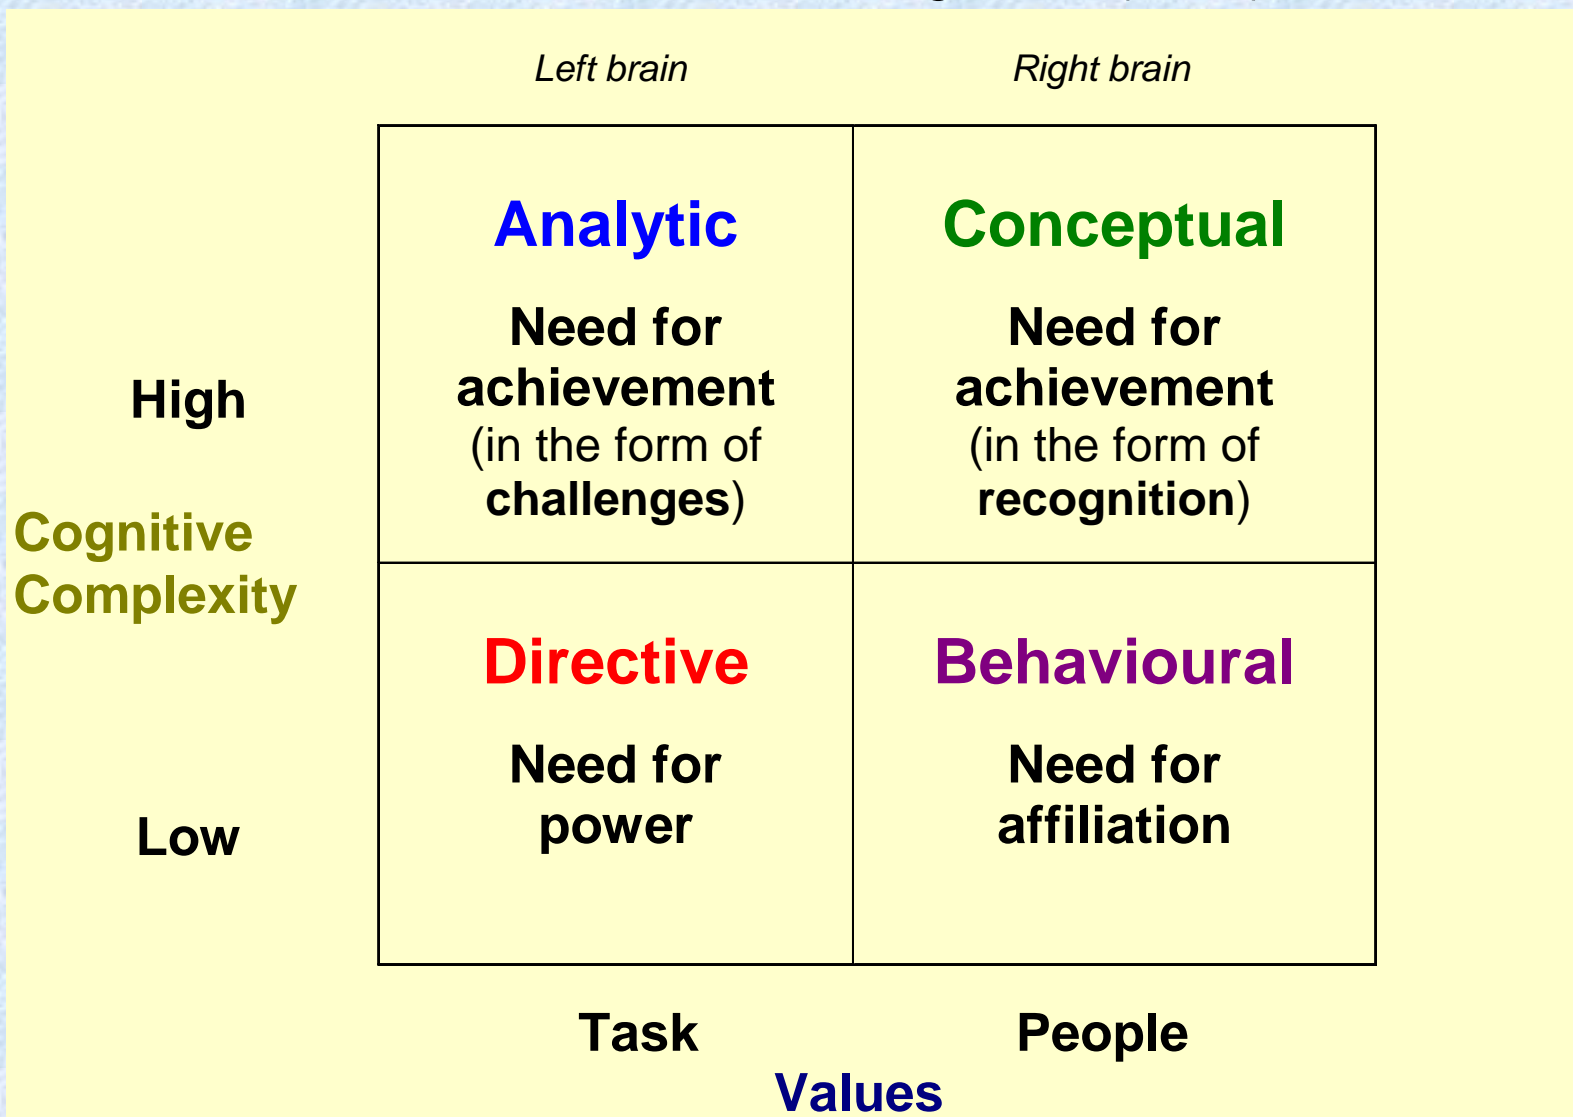 Left brain Right brain
Analytic Conceptual
Need for Need for
achievement achievement
High
(in the form of (in the form of
challenges) recognition)
Cognitive
Complexity
Directive Behavioural
Need for Need for
power affiliation
Low
Task People
Values